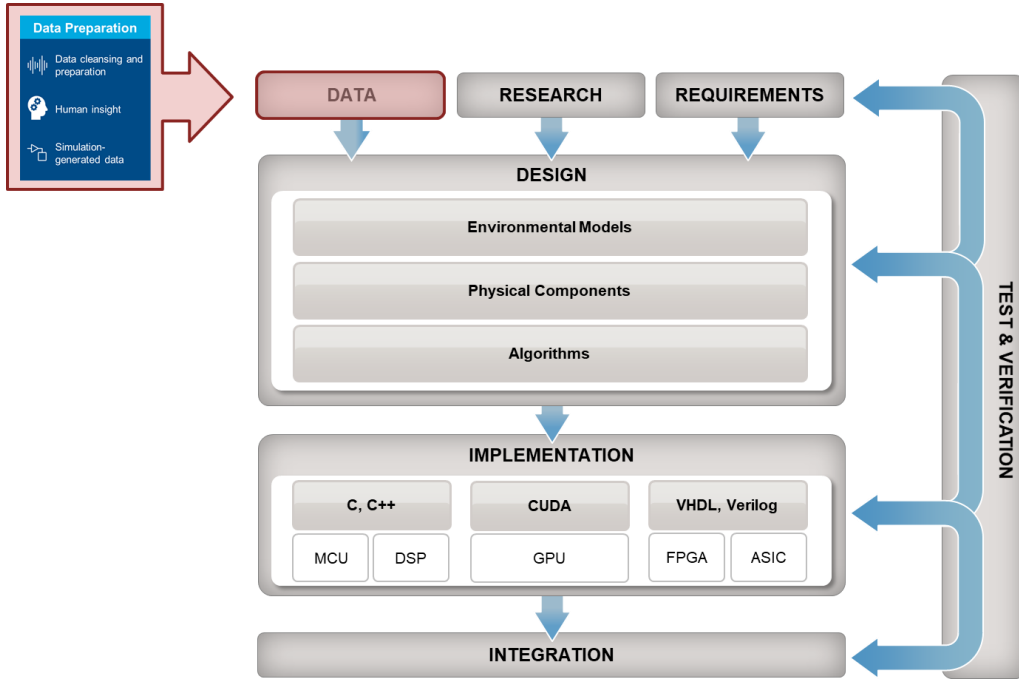 Data Preparation
Data cleansing and
preparation
Human insight
Simulation-
generated data
DATA
RESEARCH
REQUIREMENTS
DESIGN
Environmental Models
Physical Components
Algorithms
IMPLEMENTATION
C, C++
CUDA
VHDL, Verilog
MCU
DSP
GPU
FPGA
ASIC
INTEGRATION
TEST & VERIFICATION